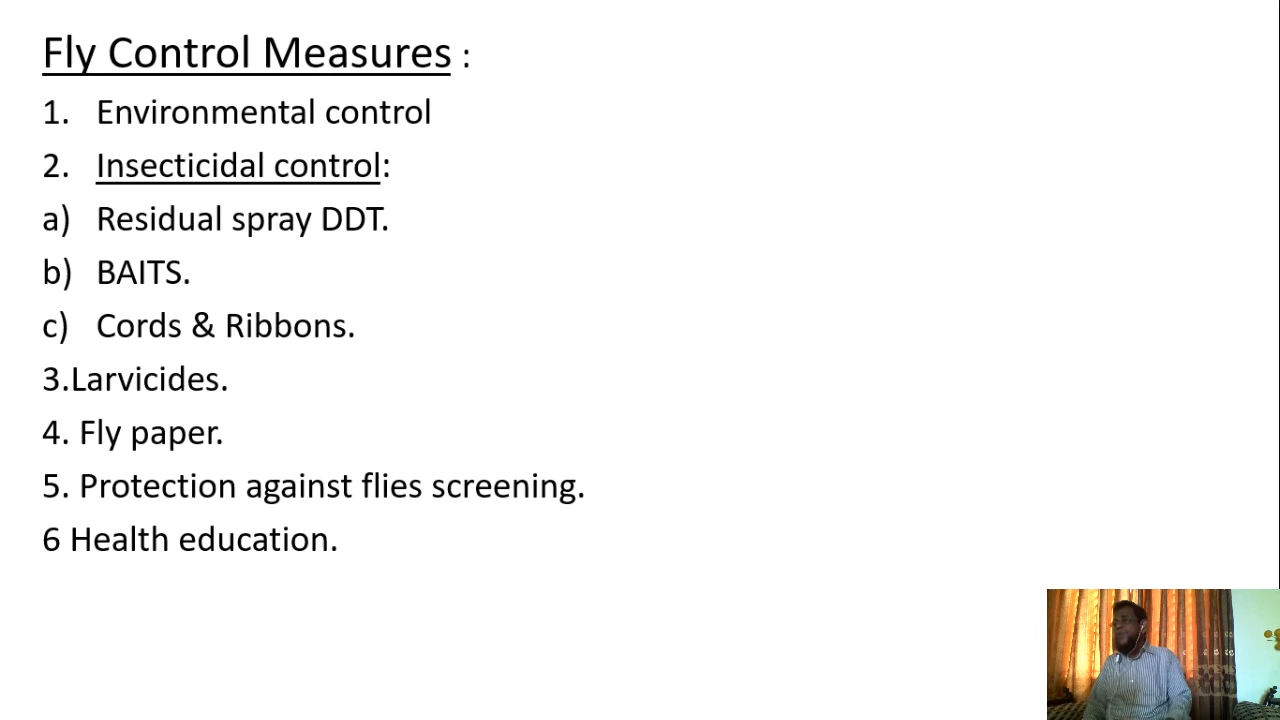 Fly Control Measures :
1. Environmental control
2. Insecticidal control:
a) Residual spray DDT.
b) BAITS.
c) Cords & Ribbons.
3.Larvicides.
4. Fly paper.
5. Protection against flies screening.
6 Health education.